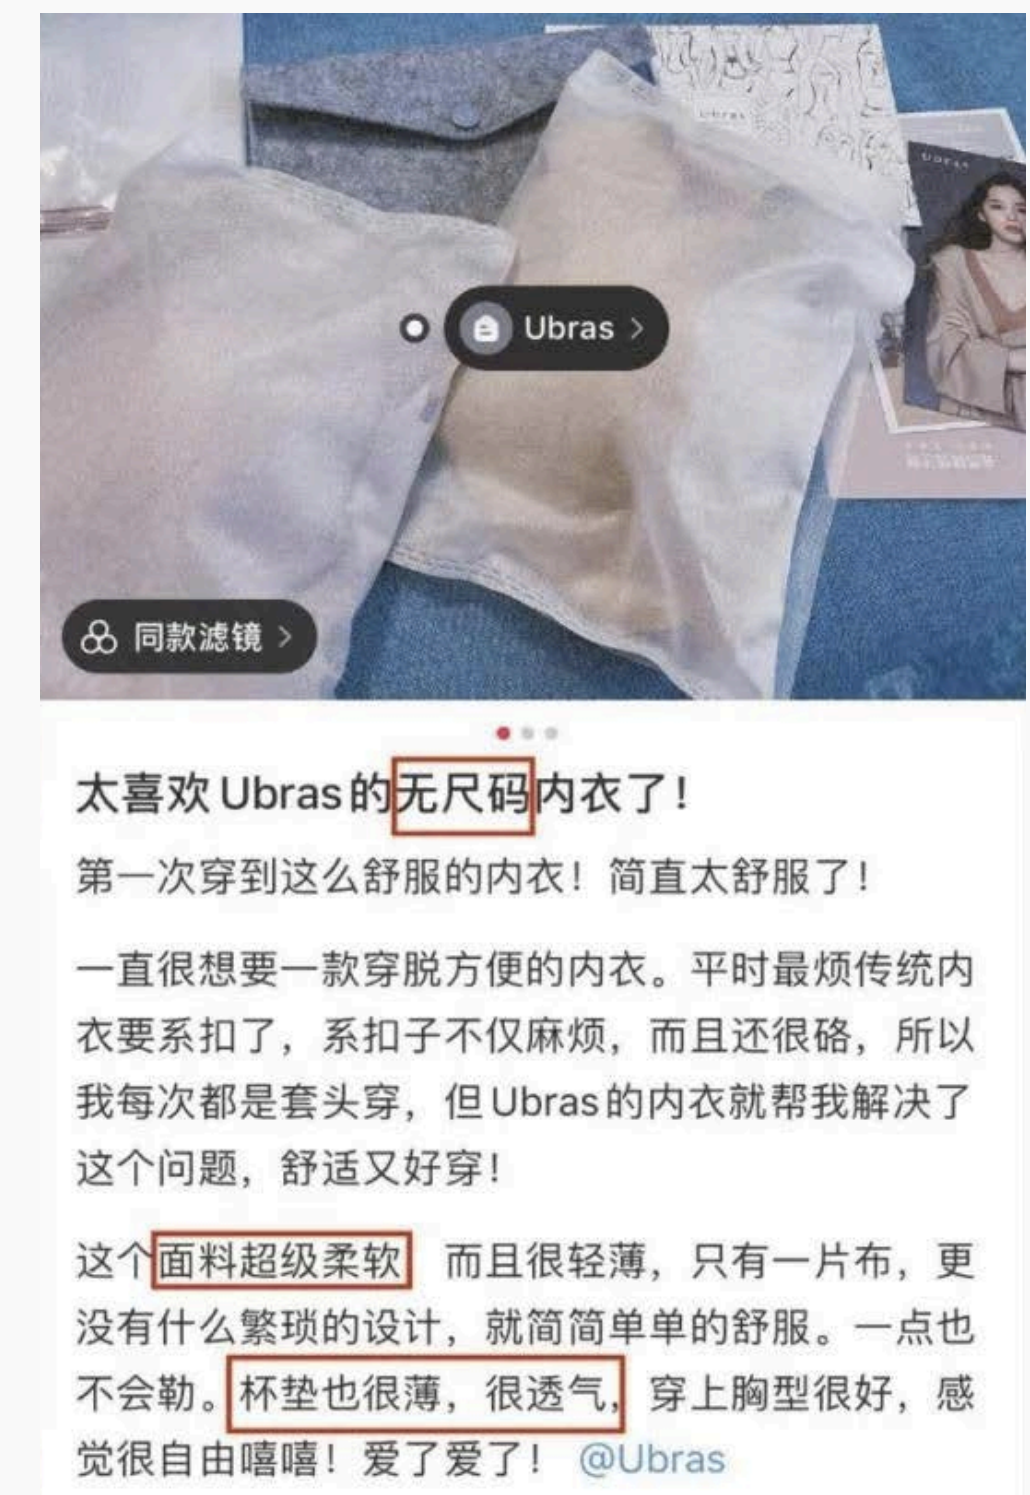 ubras
UBRAS
Ubras
同款滤镜
太喜欢Ubras的无尺码内衣了！
第一次穿到这么舒服的内衣！简直太舒服了！
一直很想要一款穿脱方便的内衣。平时最烦传统内
衣要系扣了，系扣子不仅麻烦，而且还很硌，所以
我每次都是套头穿，但Ubras的内衣就帮我解决了
这个问题，舒适又好穿！
这个面料超级柔软 而且很轻薄，只有一片布，更
没有什么繁琐的设计，就简简单单的舒服。一点也
不会勒。杯垫也很薄，很透气，穿上胸型很好，感
觉很自由嘻嘻！爱了爱了！ @Ubras